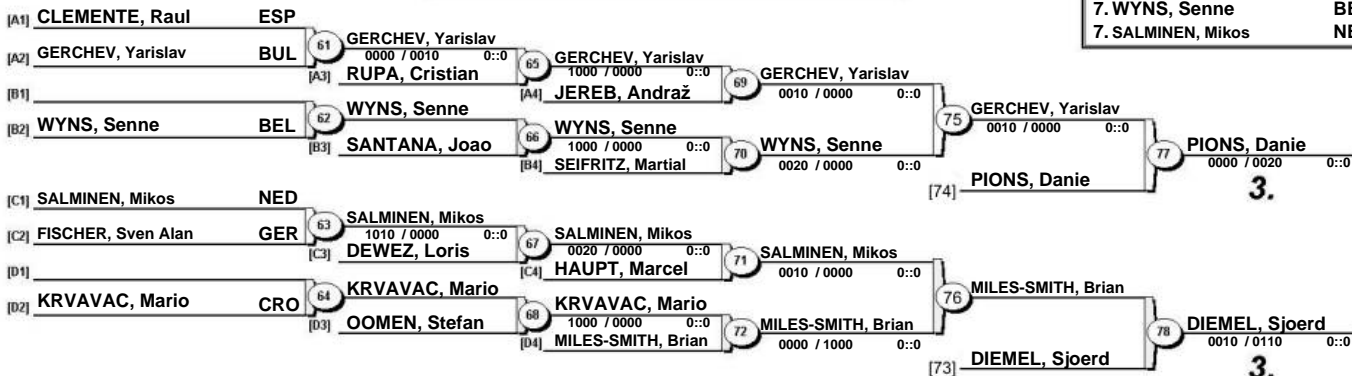 7. WYNS, Senne BE
7. SALMINEN, Mikos NE
[A1] CLEMENTE, Raul ESP
[A2] GERCHEV, Yarislav BUL
61
GERCHEV, Yarislav
0000 / 0010 0::0
[A3] RUPA, Cristian
65
GERCHEV, Yarislav
1000 / 0000 0::0
[A4] JEREB, Andraž
69
GERCHEV, Yarislav
0010 / 0000 0::0
[B1]
[B2] WYNS, Senne BEL
62
WYNS, Senne
[B3] SANTANA, Joao
66
WYNS, Senne
1000 / 0000 0::0
[B4] SEIFRITZ, Martial
70
WYNS, Senne
0020 / 0000 0::0
75
GERCHEV, Yarislav
0010 / 0000 0::0
[74] PIONS, Danie
77
PIONS, Danie
0000 / 0020 0::0
3.
[C1] SALMINEN, Mikos NED
[C2] FISCHER, Sven Alan GER
63
SALMINEN, Mikos
1010 / 0000 0::0
[C3] DEWEZ, Loris
67
SALMINEN, Mikos
0020 / 0000 0::0
[C4] HAUPT, Marcel
71
SALMINEN, Mikos
0010 / 0000 0::0
[D1]
[D2] KRVAVAC, Mario CRO
64
KRVAVAC, Mario
[D3] OOMEN, Stefan
68
KRVAVAC, Mario
1000 / 0000 0::0
[D4] MILES-SMITH, Brian
72
MILES-SMITH, Brian
0000 / 1000 0::0
76
MILES-SMITH, Brian
[73] DIEMEL, Sjoerd
78
DIEMEL, Sjoerd
0010 / 0110 0::0
3.